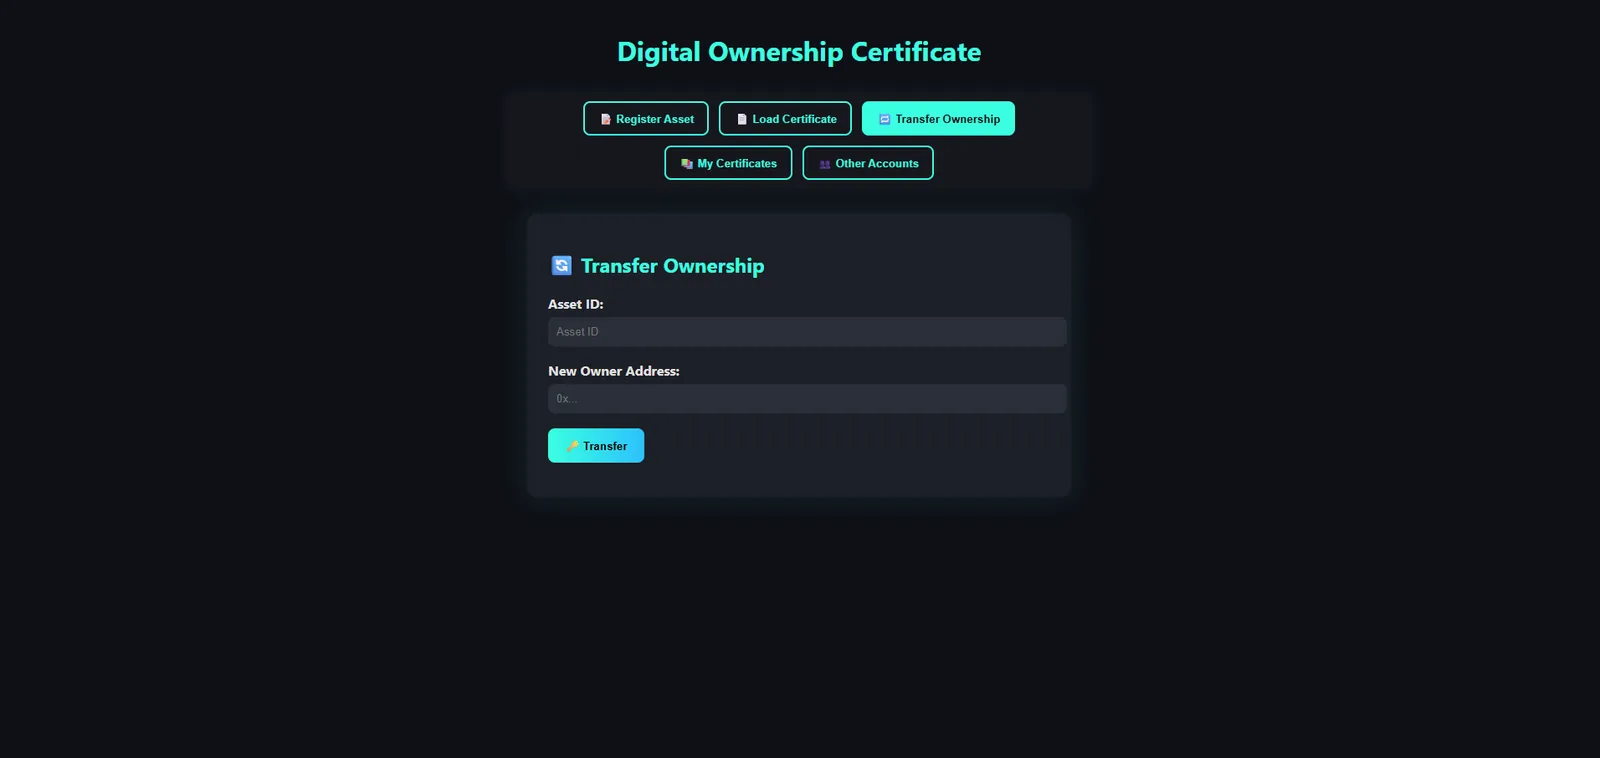 Digital Ownership Certificate
Register Asset
Load Certificate
Transfer Ownership
My Certificates
Other Accounts
Transfer Ownership
Asset ID:
Asset ID
New Owner Address:
0x...
Transfer